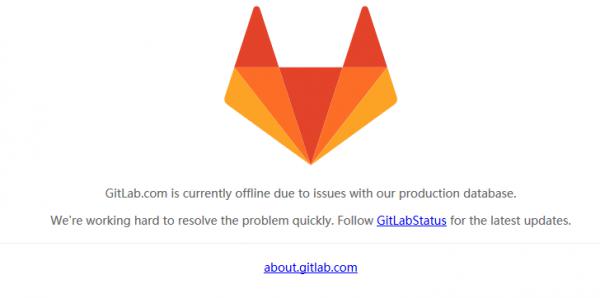 GitLab.com is currently offline due to issues with our production database.
We're working hard to resolve the problem quickly. Follow GitLabStatus for the latest updates.
about.gitlab.com